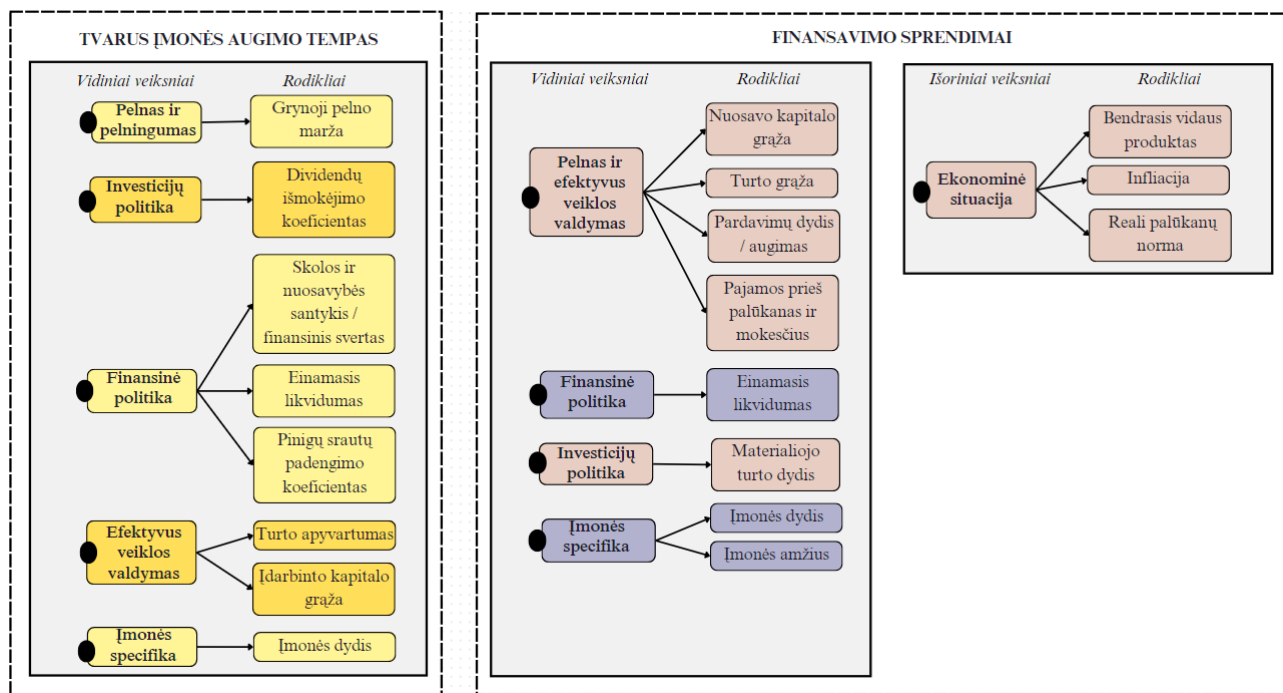 TVARUS ĮMONĖS AUGIMO TEMPAS
Vidiniai veiksniai
Rodikliai
Pelnas ir
pelningumas
Grynoji pelno
marža
Investicijų
politika
Dividendų
išmokėjimo
koeficientas
Finansinė
politika
Skolos ir
nuosavybės
santykis /
finansinis svertas
Einamasis
likvidumas
Pinigų srautų
padengimo
koeficientas
Efektyvus
veiklos
valdymas
Turto apyvartumas
Įdarbinto kapitalo
grąža
Įmonės
specifika
Įmonės dydis
FINANSAVIMO SPRENDIMAI
Vidiniai veiksniai
Rodikliai
Pelnas ir
efektyvus
veiklos
valdymas
Nuosavo kapitalo
grąža
Turto grąža
Pardavimų dydis
/ augimas
Pajamos prieš
palūkanas ir
mokesčius
Finansinė
politika
Einamasis
likvidumas
Investicijų
politika
Materialiojo
turto dydis
Įmonės
specifika
Įmonės dydis
Įmonės amžius
Išoriniai veiksniai
Rodikliai
Ekonominė
situacija
Bendrasis vidaus
produktas
Infliacija
Reali palūkanų
norma